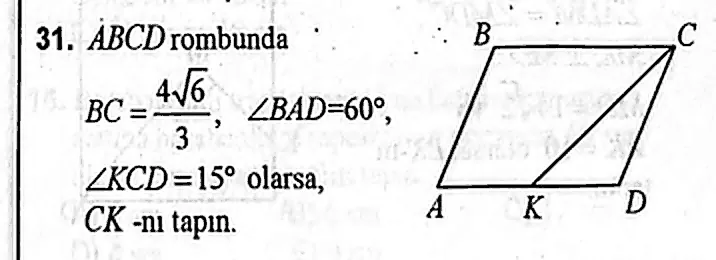 31. ABCD rombunda
BC = 4√6/3, ∠BAD=60°,
∠KCD=15° olarsa,
CK -nı tapın.
B C
A K D